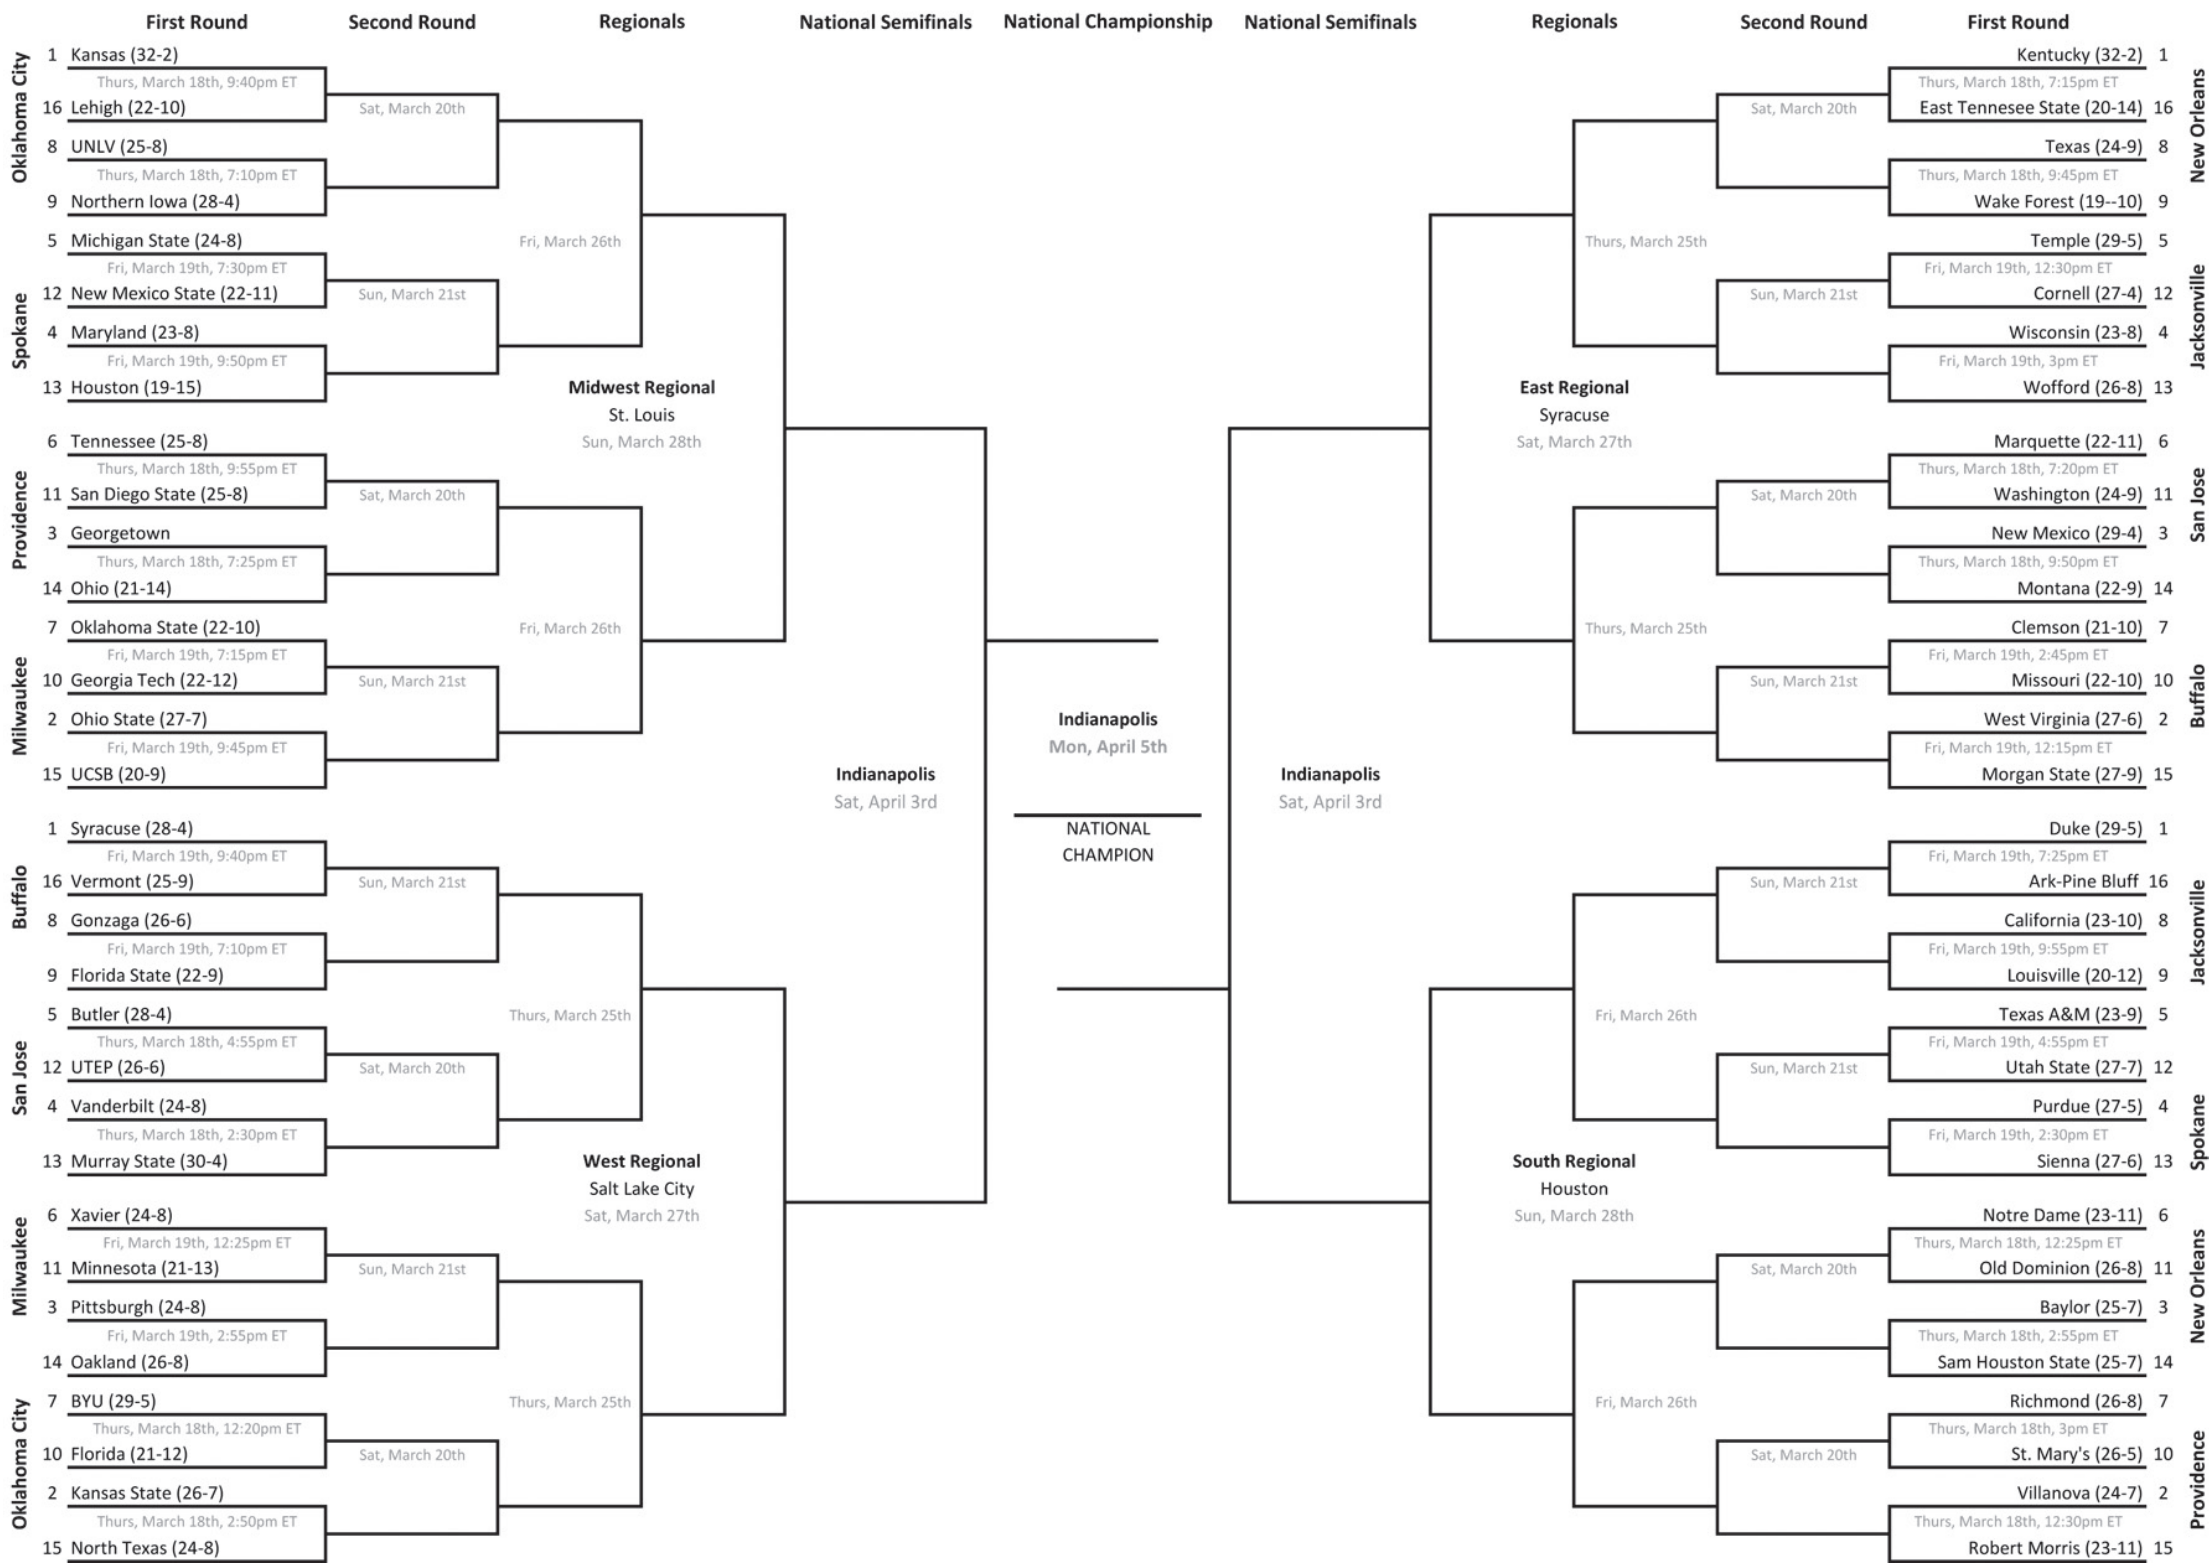 First Round
Second Round
Regionals
National Semifinals
National Championship
National Semifinals
Regionals
Second Round
First Round
Oklahoma City
1 Kansas (32-2)
Thurs, March 18th, 9:40pm ET
16 Lehigh (22-10)
Sat, March 20th
8 UNLV (25-8)
Thurs, March 18th, 7:10pm ET
9 Northern Iowa (28-4)
Fri, March 26th
Spokane
5 Michigan State (24-8)
Fri, March 19th, 7:30pm ET
12 New Mexico State (22-11)
Sun, March 21st
4 Maryland (23-8)
Fri, March 19th, 9:50pm ET
13 Houston (19-15)
Midwest Regional
St. Louis
Sun, March 28th
Providence
6 Tennessee (25-8)
Thurs, March 18th, 9:55pm ET
11 San Diego State (25-8)
Sat, March 20th
3 Georgetown
Thurs, March 18th, 7:25pm ET
14 Ohio (21-14)
Fri, March 26th
Milwaukee
7 Oklahoma State (22-10)
Fri, March 19th, 7:15pm ET
10 Georgia Tech (22-12)
Sun, March 21st
2 Ohio State (27-7)
Fri, March 19th, 9:45pm ET
15 UCSB (20-9)
Indianapolis
Sat, April 3rd
Buffalo
1 Syracuse (28-4)
Fri, March 19th, 9:40pm ET
16 Vermont (25-9)
Sun, March 21st
8 Gonzaga (26-6)
Fri, March 19th, 7:10pm ET
9 Florida State (22-9)
Thurs, March 25th
San Jose
5 Butler (28-4)
Thurs, March 18th, 4:55pm ET
12 UTEP (26-6)
Sat, March 20th
4 Vanderbilt (24-8)
Thurs, March 18th, 2:30pm ET
13 Murray State (30-4)
West Regional
Salt Lake City
Sat, March 27th
Milwaukee
6 Xavier (24-8)
Fri, March 19th, 12:25pm ET
11 Minnesota (21-13)
Sun, March 21st
3 Pittsburgh (24-8)
Fri, March 19th, 2:55pm ET
14 Oakland (26-8)
Thurs, March 25th
Oklahoma City
7 BYU (29-5)
Thurs, March 18th, 12:20pm ET
10 Florida (21-12)
Sat, March 20th
2 Kansas State (26-7)
Thurs, March 18th, 2:50pm ET
15 North Texas (24-8)
Indianapolis
Mon, April 5th
NATIONAL
CHAMPION
Kentucky (32-2) 1
Thurs, March 18th, 7:15pm ET
East Tennesee State (20-14) 16
Sat, March 20th
Texas (24-9) 8
Thurs, March 18th, 9:45pm ET
Wake Forest (19--10) 9
New Orleans
Thurs, March 25th
Temple (29-5) 5
Fri, March 19th, 12:30pm ET
Cornell (27-4) 12
Sun, March 21st
Wisconsin (23-8) 4
Fri, March 19th, 3pm ET
Wofford (26-8) 13
Jacksonville
East Regional
Syracuse
Sat, March 27th
Marquette (22-11) 6
Thurs, March 18th, 7:20pm ET
Washington (24-9) 11
Sat, March 20th
New Mexico (29-4) 3
Thurs, March 18th, 9:50pm ET
Montana (22-9) 14
San Jose
Thurs, March 25th
Clemson (21-10) 7
Fri, March 19th, 2:45pm ET
Missouri (22-10) 10
Sun, March 21st
West Virginia (27-6) 2
Fri, March 19th, 12:15pm ET
Morgan State (27-9) 15
Buffalo
Indianapolis
Sat, April 3rd
Duke (29-5) 1
Fri, March 19th, 7:25pm ET
Ark-Pine Bluff 16
Sun, March 21st
California (23-10) 8
Fri, March 19th, 9:55pm ET
Louisville (20-12) 9
Jacksonville
Fri, March 26th
Texas A&M (23-9) 5
Fri, March 19th, 4:55pm ET
Utah State (27-7) 12
Sun, March 21st
Purdue (27-5) 4
Fri, March 19th, 2:30pm ET
Sienna (27-6) 13
Spokane
South Regional
Houston
Sun, March 28th
Notre Dame (23-11) 6
Thurs, March 18th, 12:25pm ET
Old Dominion (26-8) 11
Sat, March 20th
Baylor (25-7) 3
Thurs, March 18th, 2:55pm ET
Sam Houston State (25-7) 14
New Orleans
Fri, March 26th
Richmond (26-8) 7
Thurs, March 18th, 3pm ET
St. Mary's (26-5) 10
Sat, March 20th
Villanova (24-7) 2
Thurs, March 18th, 12:30pm ET
Robert Morris (23-11) 15
Providence